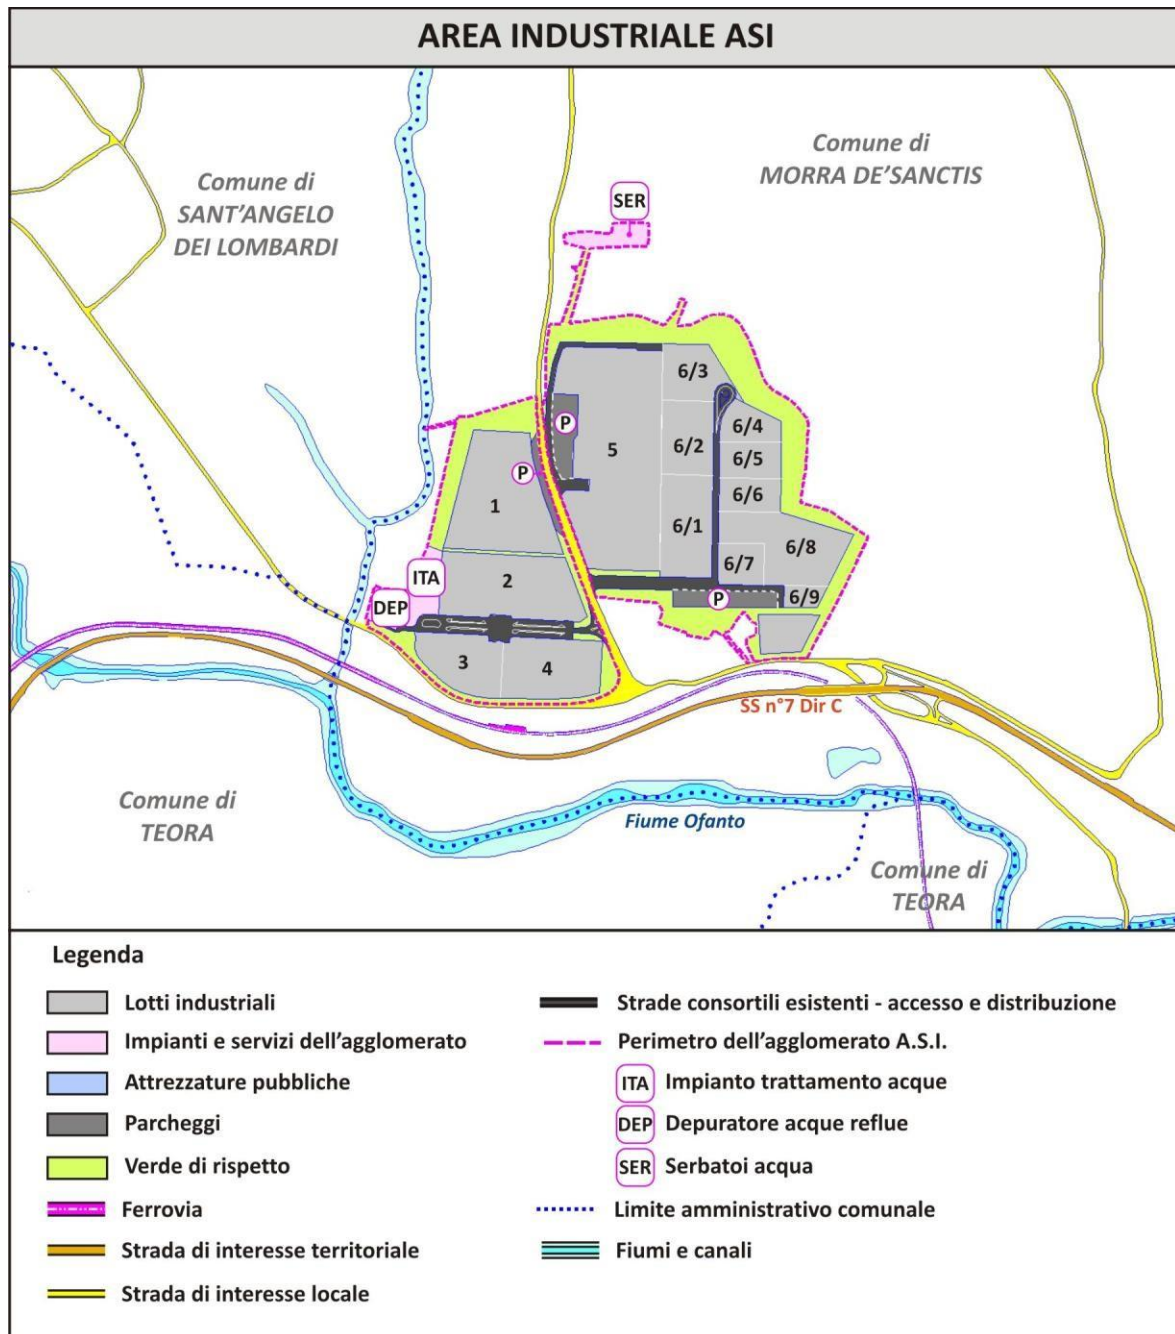 AREA INDUSTRIALE ASI
Comune di
MORRA DE'SANCTIS
Comune di
SANT'ANGELO
DEI LOMBARDI
SER
6/3
P
6/4
5
6/2
6/5
P
6/6
1
6/1
6/8
6/7
ITA
2
P
6/9
DEP
3
4
SS n°7 Dir C
Comune di
TEORA
Fiume Ofanto
Comune di
TEORA
Legenda
Lotti industriali
Impianti e servizi dell'agglomerato
Attrezzature pubbliche
Parcheggi
Verde di rispetto
Ferrovia
Strada di interesse territoriale
Strada di interesse locale
Strade consortili esistenti - accesso e distribuzione
Perimetro dell'agglomerato A.S.I.
ITA Impianto trattamento acque
DEP Depuratore acque reflue
SER Serbatoi acqua
Limite amministrativo comunale
Fiumi e canali